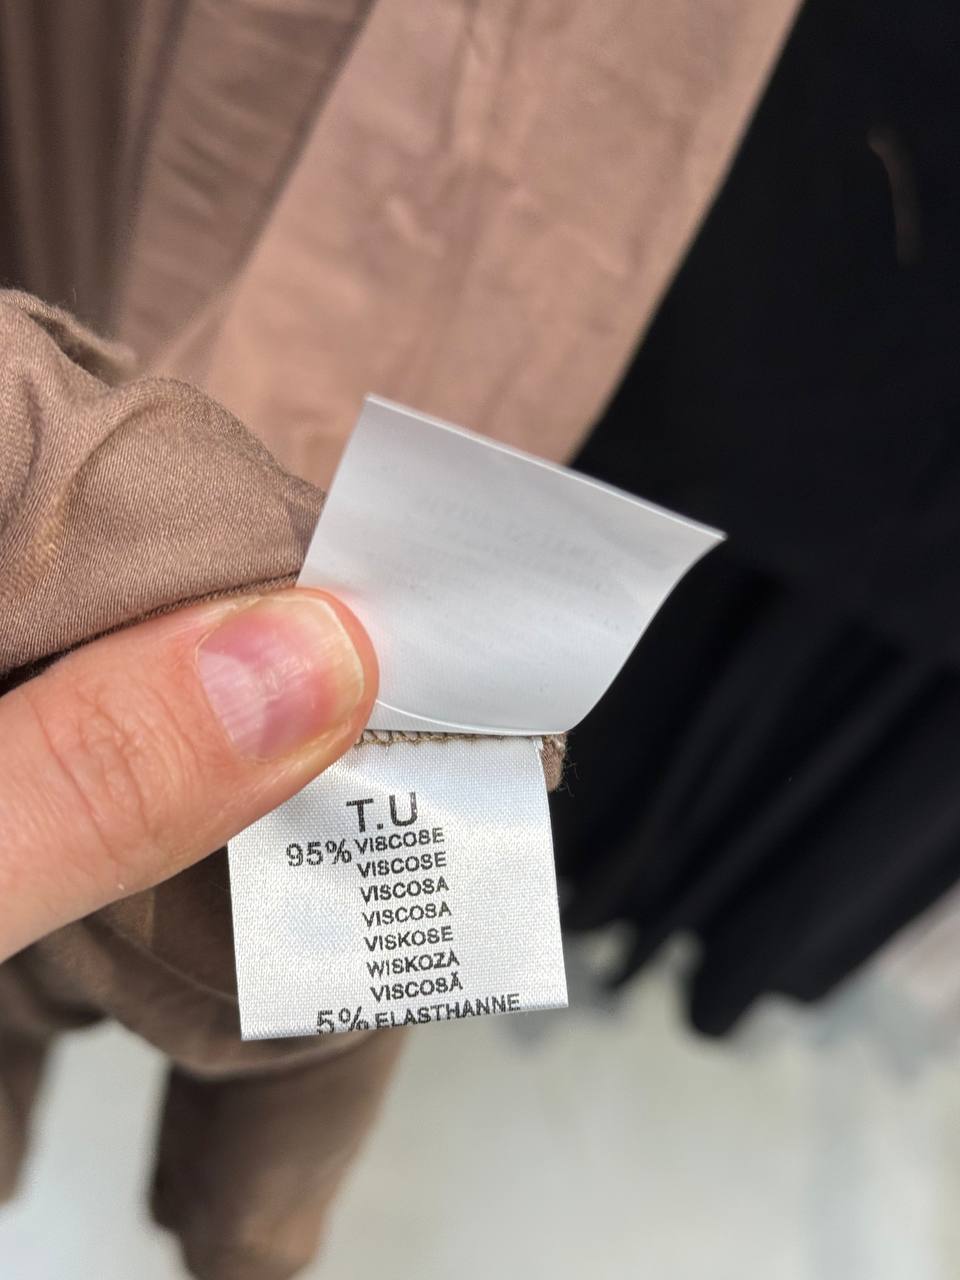 T.U
95% VISCOSE
VISCOSE
VISCOSA
VISCOSA
VISKOSE
WISKOZA
VISCOSĂ
5% ELASTHANNE